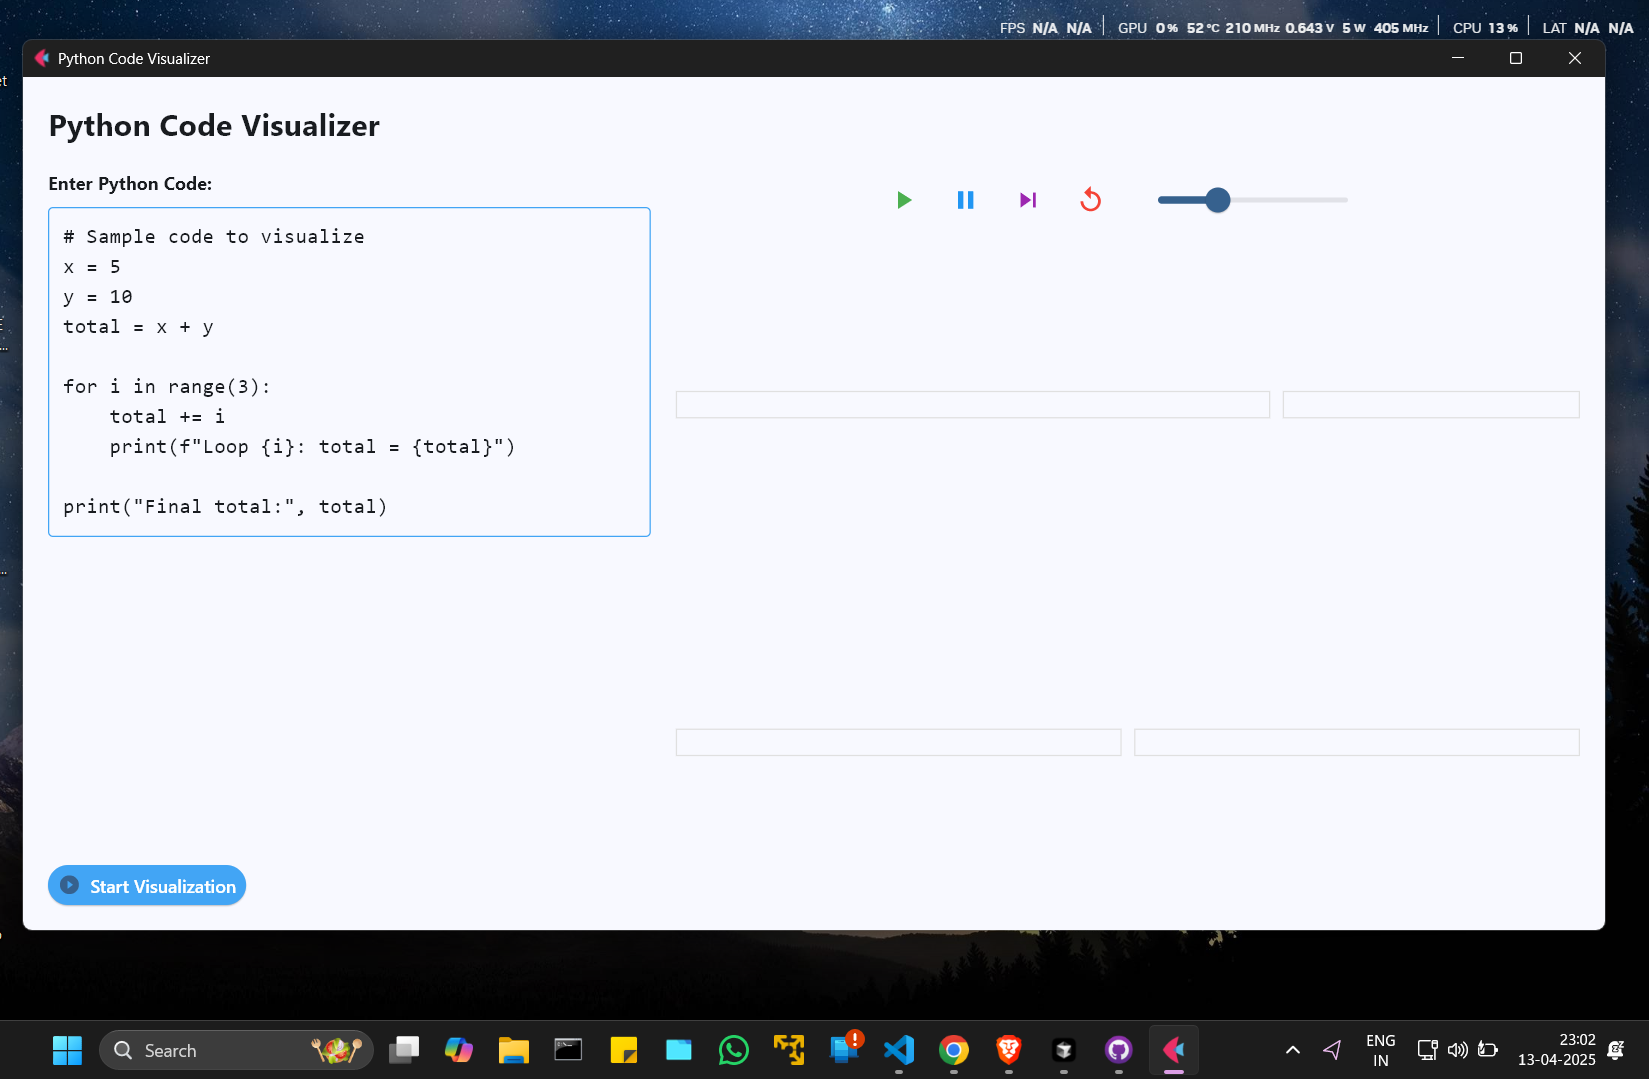 FPS N/A N/A GPU 0% 52°C 210 MHz 0.643 V 5 W 405 MHz CPU 13% LAT N/A N/A
Python Code Visualizer
Python Code Visualizer
Enter Python Code:
# Sample code to visualize
x = 5
y = 10
total = x + y
for i in range(3):
    total += i
    print(f"Loop {i}: total = {total}")
print("Final total:", total)
Start Visualization
Search
ENG
IN
23:02
13-04-2025